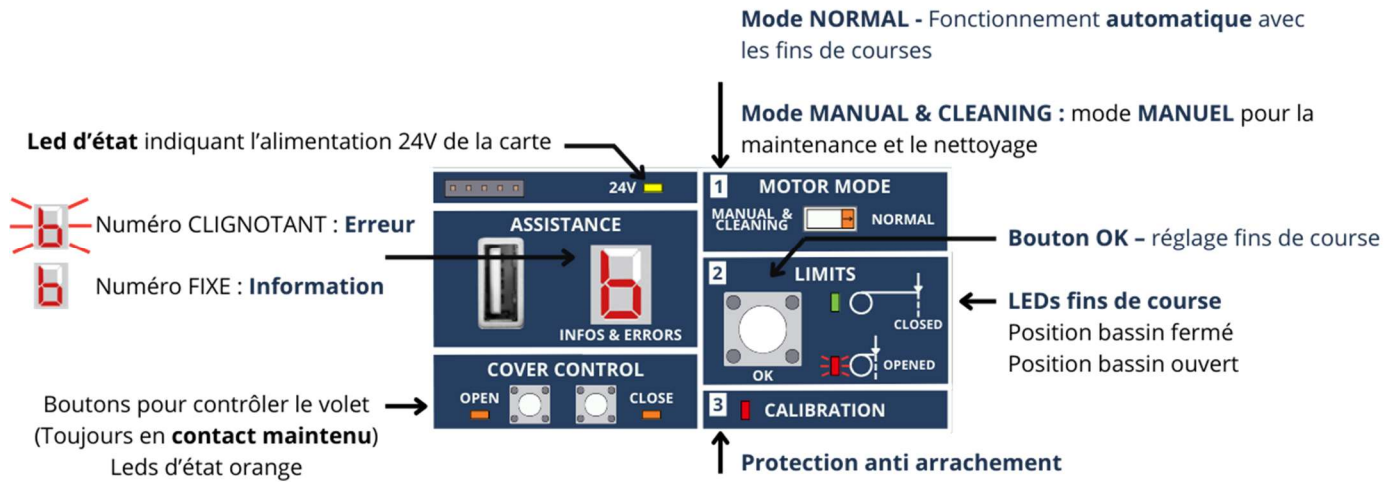 Mode NORMAL - Fonctionnement automatique avec
les fins de courses
Mode MANUAL & CLEANING : mode MANUEL pour la
maintenance et le nettoyage
Led d'état indiquant l'alimentation 24V de la carte
b Numéro CLIGNOTANT : Erreur
b Numéro FIXE : Information
24V
ASSISTANCE
b
INFOS & ERRORS
COVER CONTROL
OPEN
CLOSE
1 MOTOR MODE
MANUAL &
CLEANING
NORMAL
2 LIMITS
CLOSED
OPENED
OK
3 CALIBRATION
Bouton OK – réglage fins de course
LEDs fins de course
Position bassin fermé
Position bassin ouvert
Boutons pour contrôler le volet
(Toujours en contact maintenu)
Leds d'état orange
Protection anti arrachement